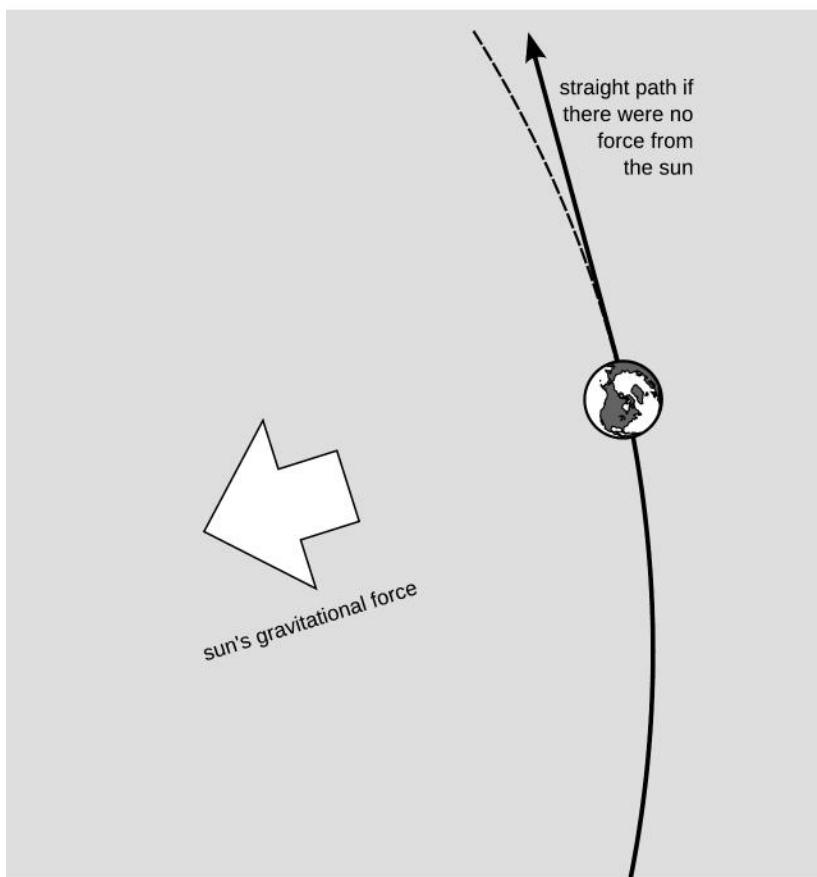 straight path if
there were no
force from
the sun
sun's gravitational force